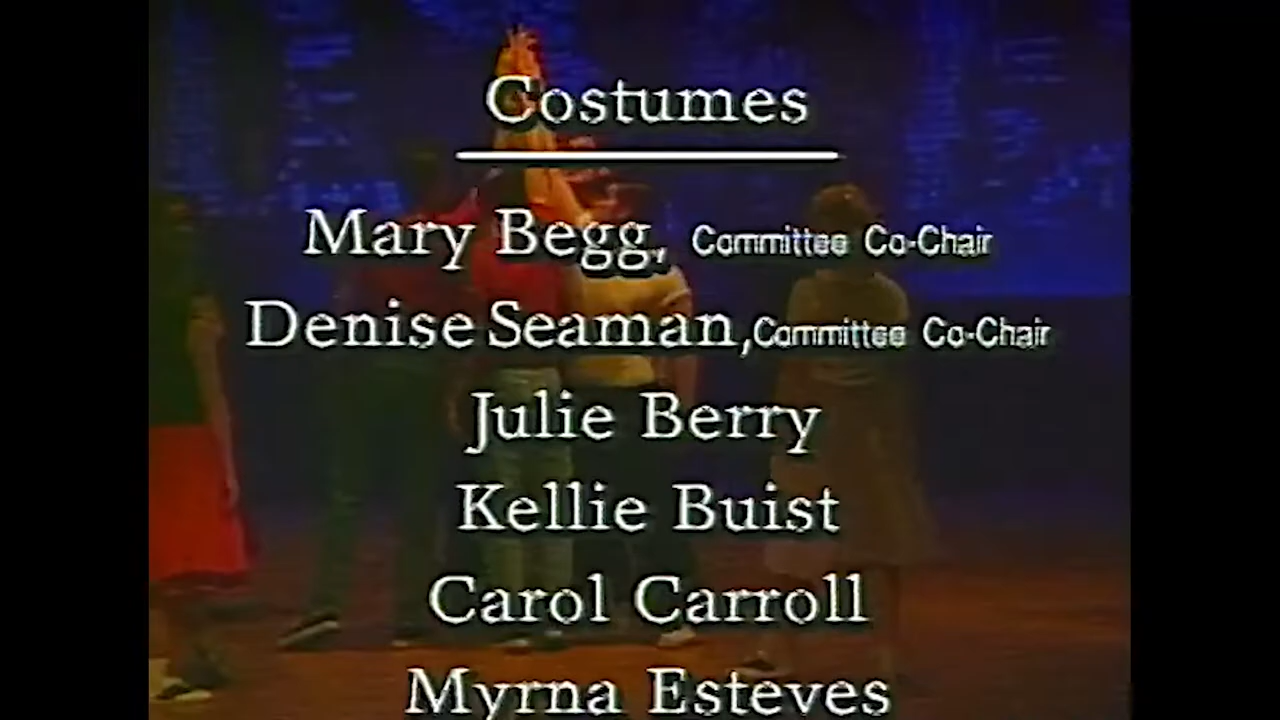 Costumes
Mary Begg, Committee Co-Chair
Denise Seaman, Committee Co-Chair
Julie Berry
Kellie Buist
Carol Carroll
Myrna Esteves